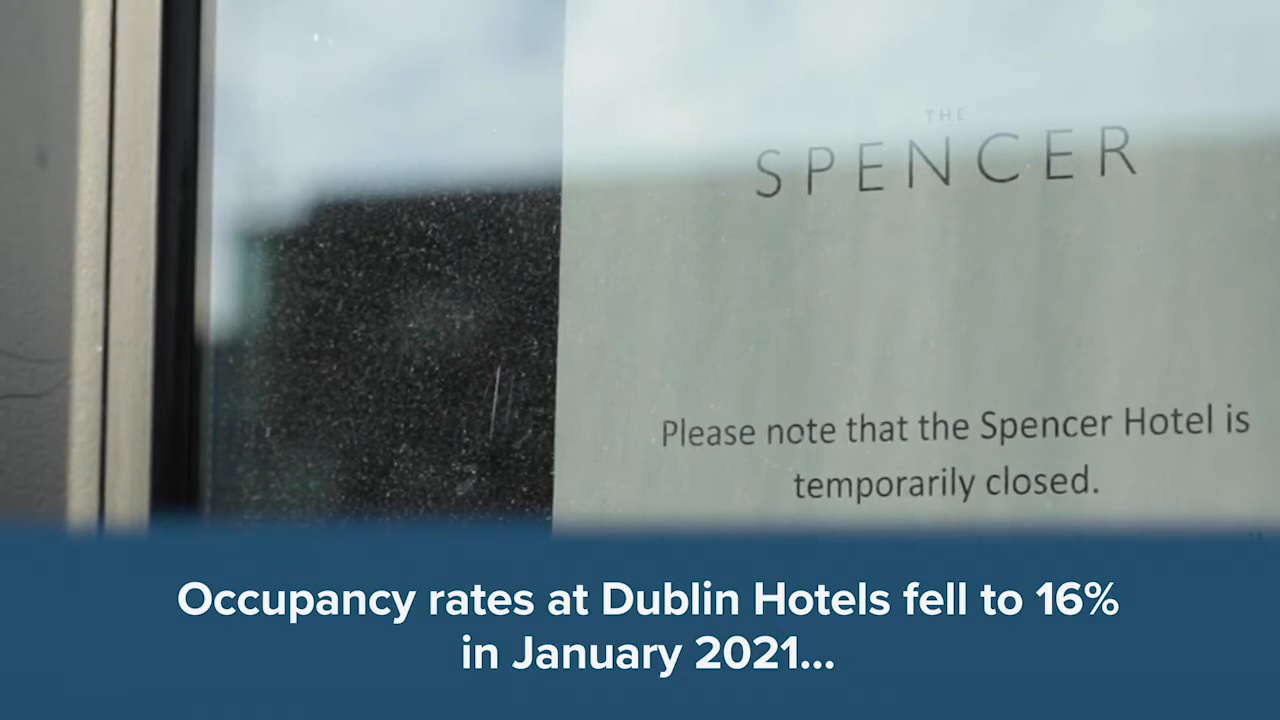 THE
SPENCER
Please note that the Spencer Hotel is
temporarily closed.
Occupancy rates at Dublin Hotels fell to 16%
in January 2021...